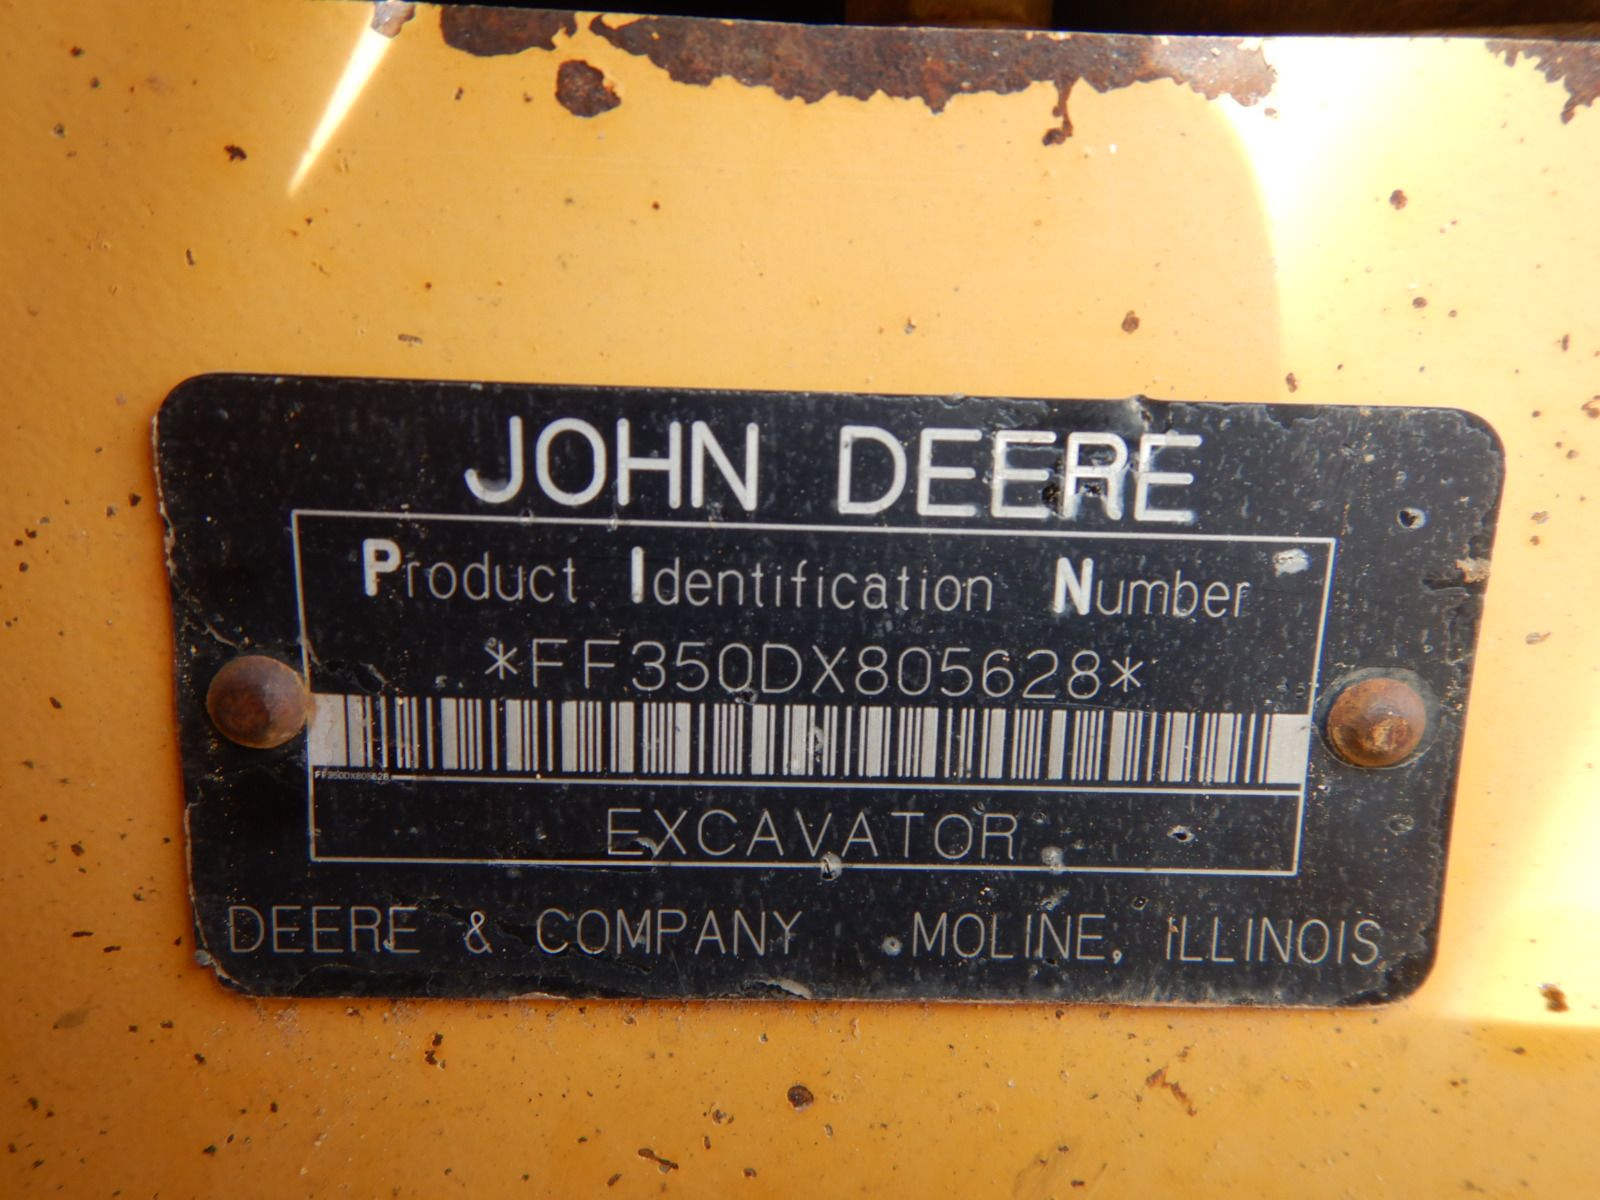 JOHN DEERE
Product Identification Number
*FF350DX805628*
FF350DX805628
EXCAVATOR
DEERE & COMPANY MOLINE, ILLINOIS